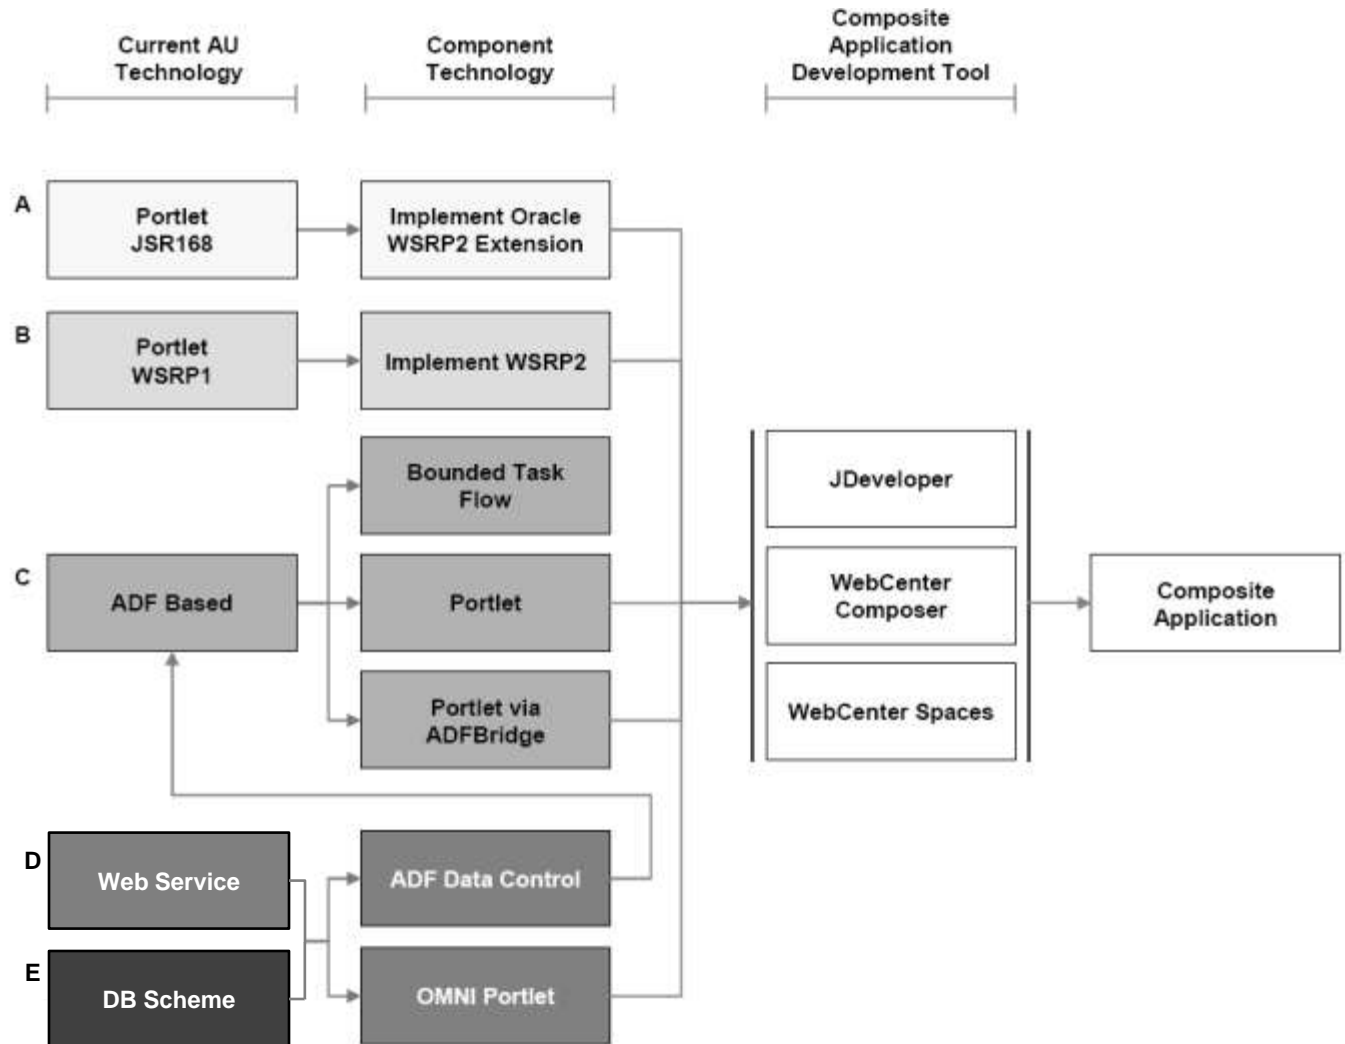 Current AU
Technology
Component
Technology
Composite
Application
Development Tool
A
Portlet
JSR168
Implement Oracle
WSRP2 Extension
B
Portlet
WSRP1
Implement WSRP2
Bounded Task
Flow
C
ADF Based
Portlet
Portlet via
ADFBridge
JDeveloper
WebCenter
Composer
WebCenter Spaces
Composite
Application
D
Web Service
ADF Data Control
E
DB Scheme
OMNI Portlet